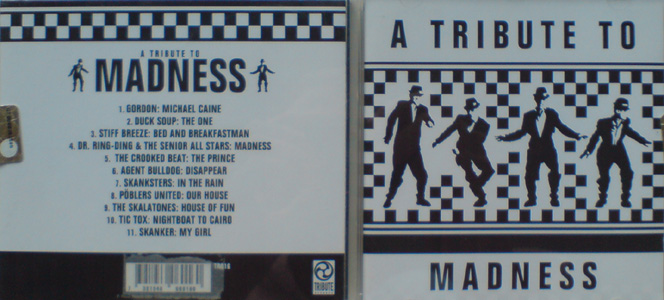 A TRIBUTE TO
MADNESS
1. GORDON: MICHAEL CAINE
2. DUCK SOUP: THE ONE
3. STIFF BREEZE: BED AND BREAKFASTMAN
4. DR. RING-DING & THE SENIOR ALL STARS: MADNESS
5. THE CROOKED BEAT: THE PRINCE
6. AGENT BULLDOG: DISAPPEAR
7. SKANKSTERS: IN THE RAIN
8. PÖBLERS UNITED: OUR HOUSE
9. THE SKALATONES: HOUSE OF FUN
10. TIC TOX: NIGHTBOAT TO CAIRO
11. SKANKER: MY GIRL
TRIBUTE
A TRIBUTE TO
MADNESS